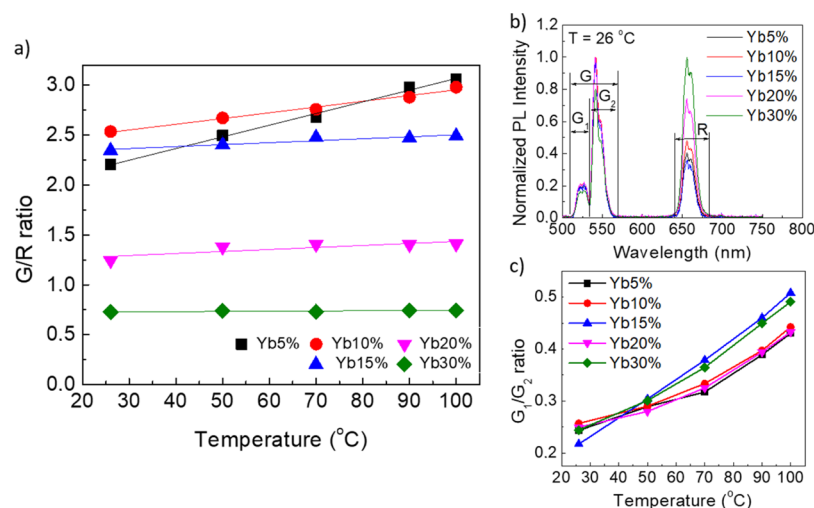 a)
G/R ratio
3.0
2.5
2.0
1.5
1.0
0.5
0.0
20 30 40 50 60 70 80 90 100
Temperature (°C)
Yb5% Yb10% Yb20%
Yb15% Yb30%
b)
Normalized PL Intensity
1.0
0.8
0.6
0.4
0.2
0.0
T = 26 °C
G
G2
G1
R
Yb5%
Yb10%
Yb15%
Yb20%
Yb30%
500 550 600 650 700 750 800
Wavelength (nm)
c)
G1/G2 ratio
0.5
0.4
0.3
0.2
Yb5%
Yb10%
Yb15%
Yb20%
Yb30%
30 40 50 60 70 80 90 100
Temperature (°C)